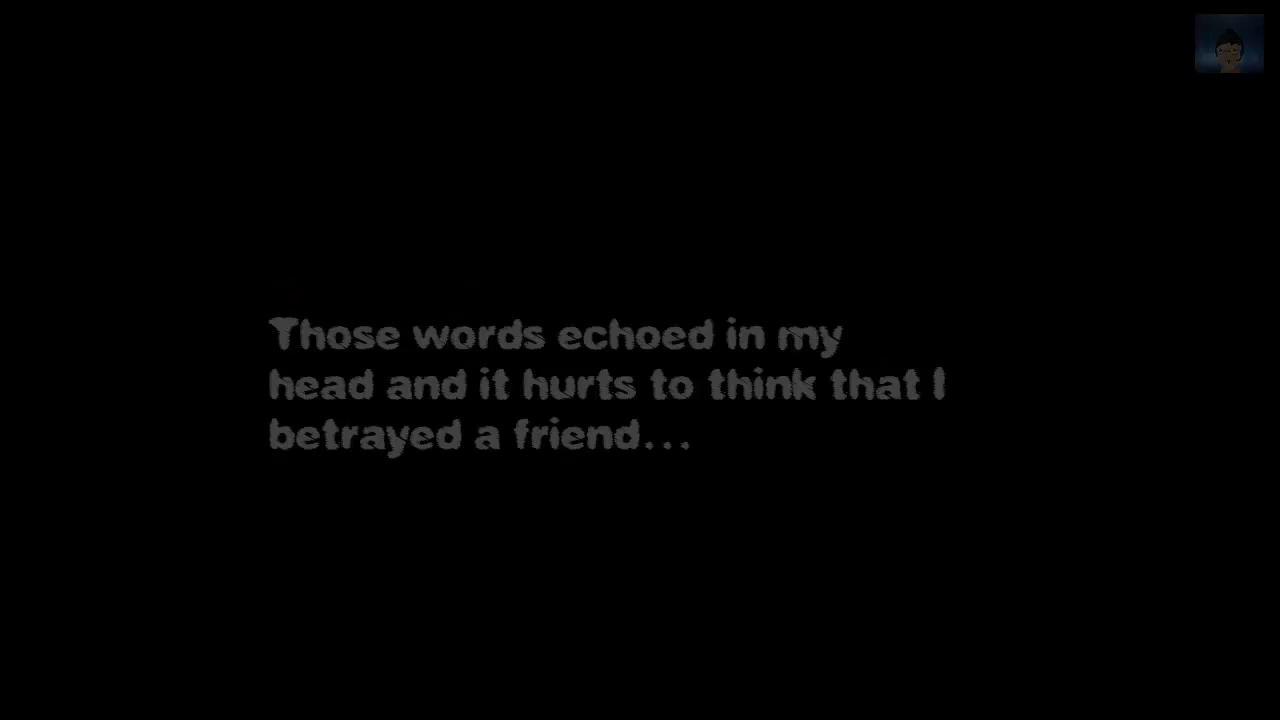 Those words echoed in my
head and it hurts to think that I
betrayed a friend...